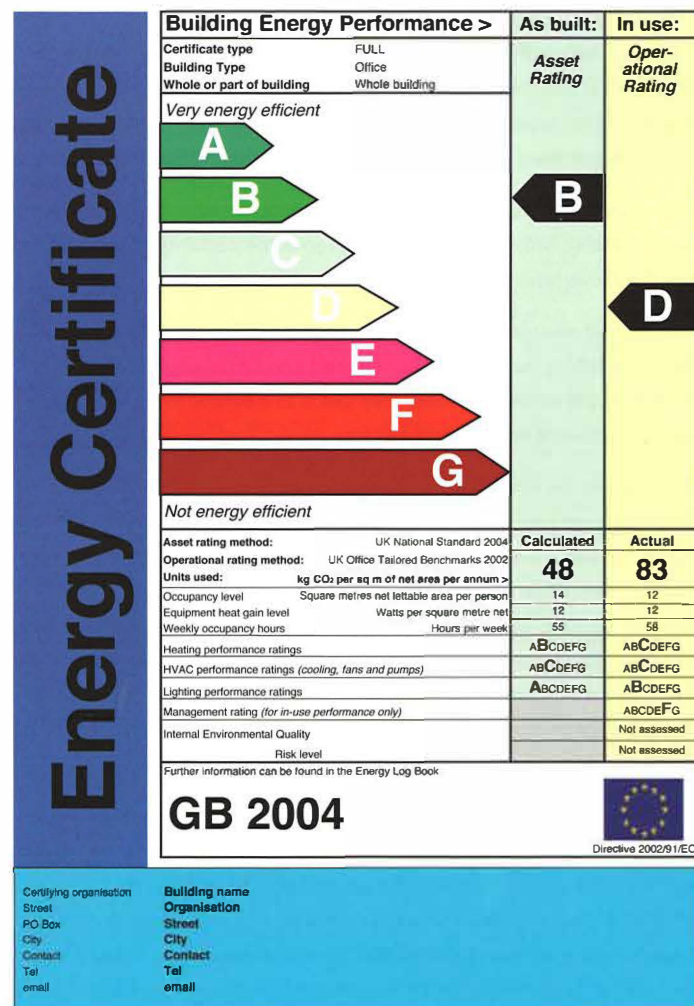 Energy Certificate
Building Energy Performance > As built: In use:
Certificate type FULL
Building Type Office
Whole or part of building Whole building
Asset Rating
Oper-ational Rating
Very energy efficient
A
B B
C
D D
E
F
G
Not energy efficient
Asset rating method: UK National Standard 2004 Calculated Actual
Operational rating method: UK Office Tailored Benchmarks 2002
Units used: kg CO₂ per sq m of net area per annum > 48 83
Occupancy level Square metres net lettable area per person 14 12
Equipment heat gain level Watts per square metre net 12 12
Weekly occupancy hours Hours per week 55 58
Heating performance ratings ABCDEFG ABCDEFG
HVAC performance ratings (cooling, fans and pumps) ABCDEFG ABCDEFG
Lighting performance ratings ABCDEFG ABCDEFG
Management rating (for in-use performance only) ABCDEFG
Internal Environmental Quality Not assessed
Risk level Not assessed
Further information can be found in the Energy Log Book
GB 2004
Directive 2002/91/EC
Certifying organisation Building name
Street Organisation
PO Box Street
City City
Contact Contact
Tel Tel
email email